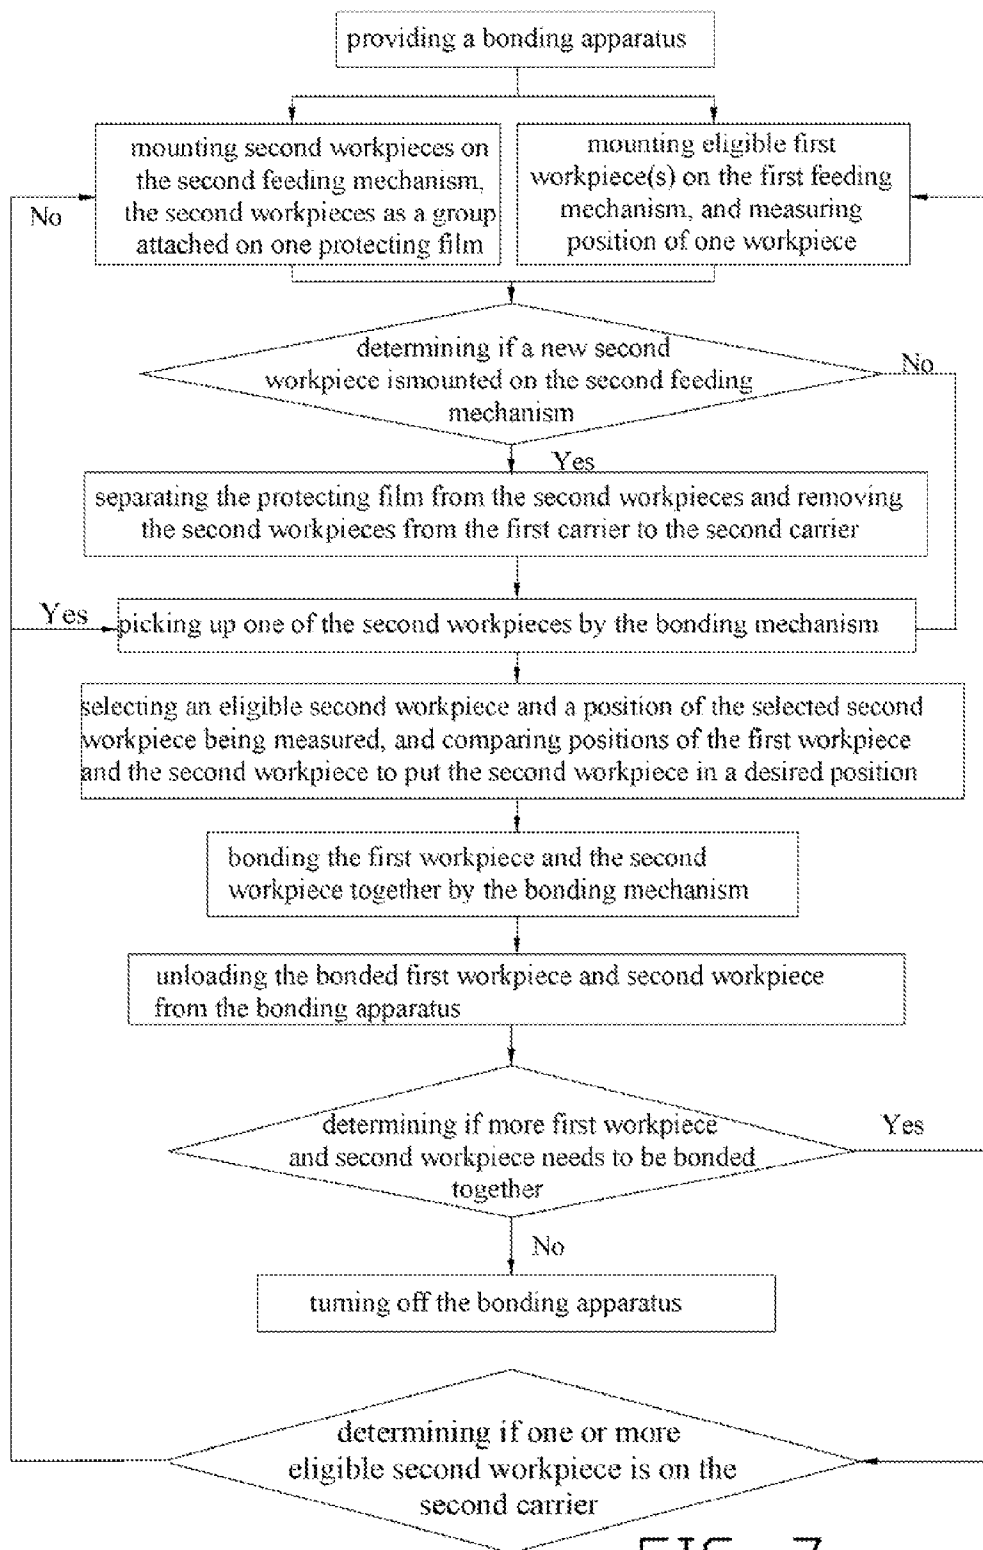 providing a bonding apparatus
mounting second workpieces on
the second feeding mechanism,
the second workpieces as a group
attached on one protecting film
mounting eligible first
workpiece(s) on the first feeding
mechanism, and measuring
position of one workpiece
No
determining if a new second
workpiece ismounted on the second feeding
mechanism
No
Yes
separating the protecting film from the second workpieces and removing
the second workpieces from the first carrier to the second carrier
Yes
picking up one of the second workpieces by the bonding mechanism
selecting an eligible second workpiece and a position of the selected second
workpiece being measured, and comparing positions of the first workpiece
and the second workpiece to put the second workpiece in a desired position
bonding the first workpiece and the second
workpiece together by the bonding mechanism
unloading the bonded first workpiece and second workpiece
from the bonding apparatus
determining if more first workpiece
and second workpiece needs to be bonded
together
Yes
No
turning off the bonding apparatus
determining if one or more
eligible second workpiece is on the
second carrier
FIG. 7